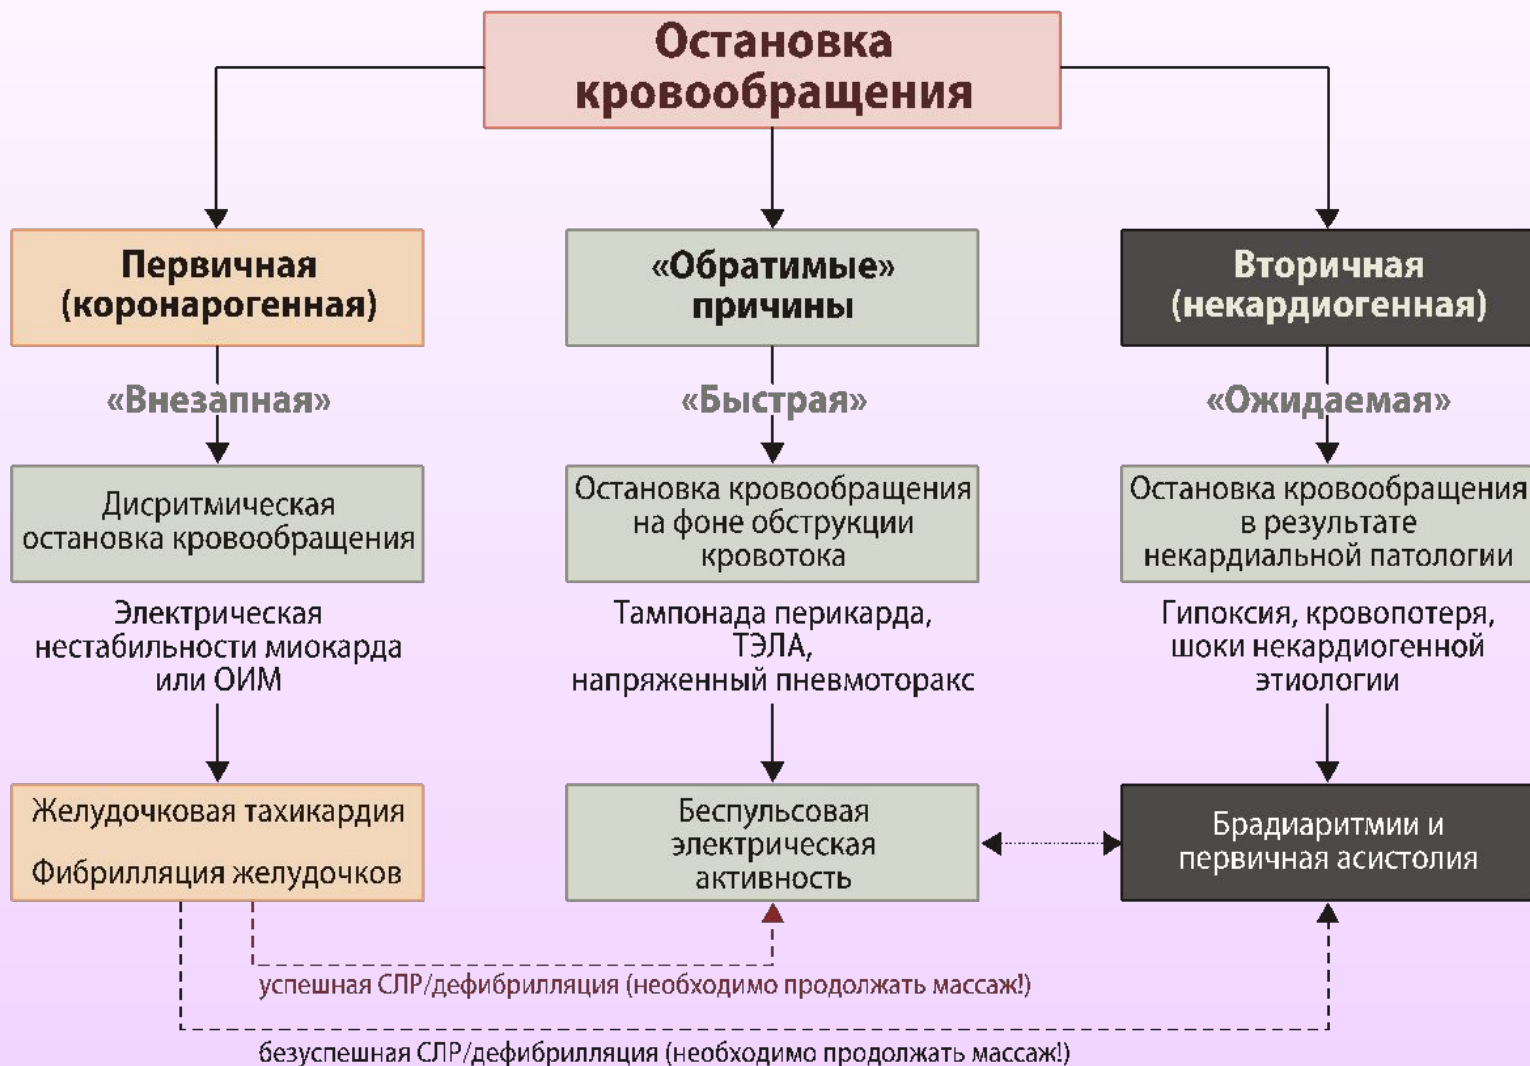 Остановка
кровообращения
Первичная
(коронарогенная)
«Обратимые»
причины
Вторичная
(некардиогенная)
«Внезапная»
«Быстрая»
«Ожидаемая»
Дисритмическая
остановка кровообращения
Остановка кровообращения
на фоне обструкции
кровотока
Остановка кровообращения
в результате
некардиальной патологии
Электрическая
нестабильности миокарда
или ОИМ
Тампонада перикарда,
ТЭЛА,
напряженный пневмоторакс
Гипоксия, кровопотеря,
шоки некардиогенной
этиологии
Желудочковая тахикардия
Фибрилляция желудочков
Беспульсовая
электрическая
активность
Брадиаритмии и
первичная асистолия
успешная СЛР/дефибрилляция (необходимо продолжать массаж!)
безуспешная СЛР/дефибрилляция (необходимо продолжать массаж!)